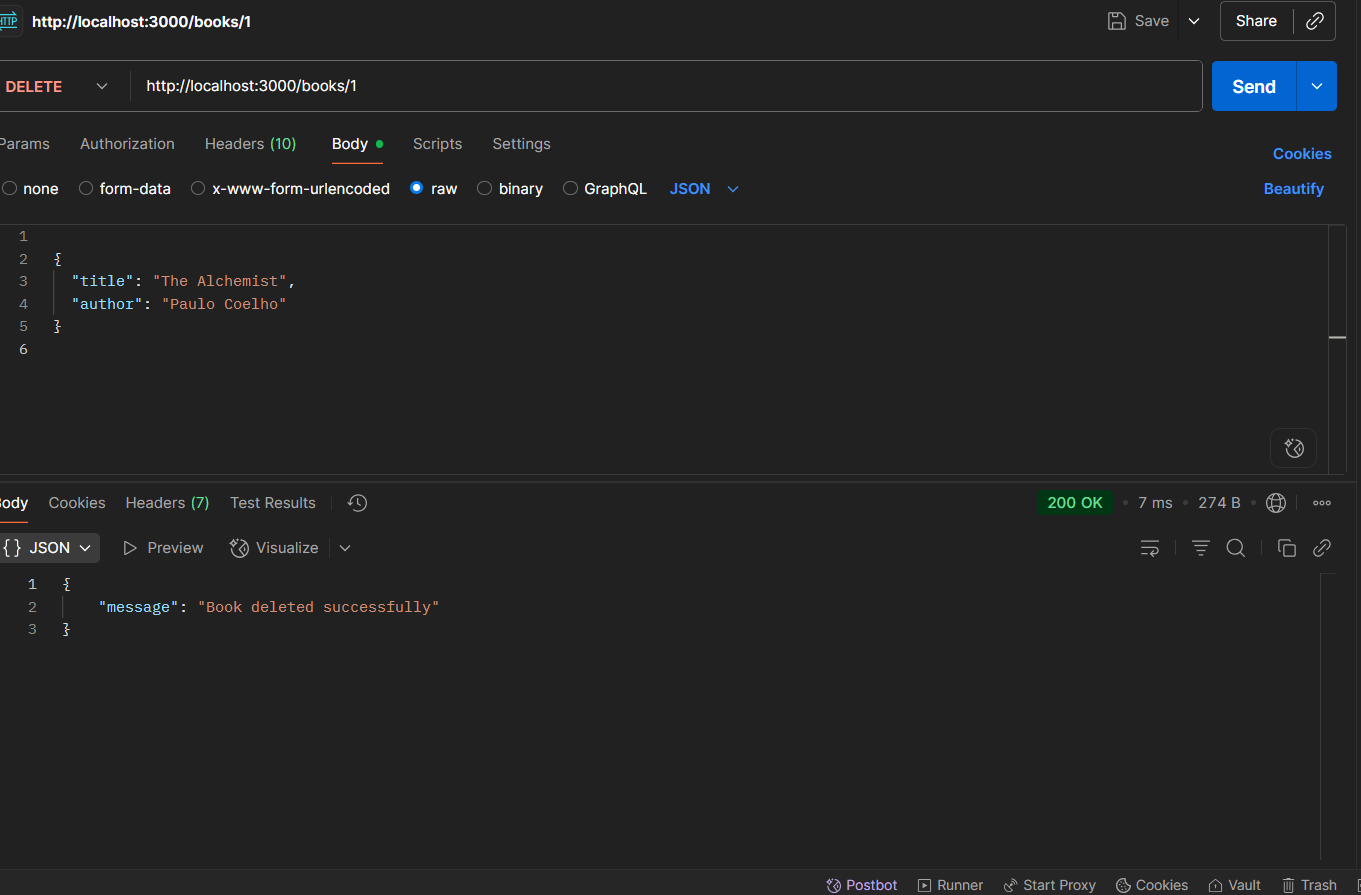 HTTP http://localhost:3000/books/1 Save Share
DELETE http://localhost:3000/books/1 Send
Params Authorization Headers (10) Body Scripts Settings Cookies
none form-data x-www-form-urlencoded raw binary GraphQL JSON Beautify
1
2 {
3 "title": "The Alchemist",
4 "author": "Paulo Coelho"
5 }
6
Body Cookies Headers (7) Test Results 200 OK • 7 ms • 274 B •
{} JSON Preview Visualize
1 {
2 "message": "Book deleted successfully"
3 }
Postbot Runner Start Proxy Cookies Vault Trash